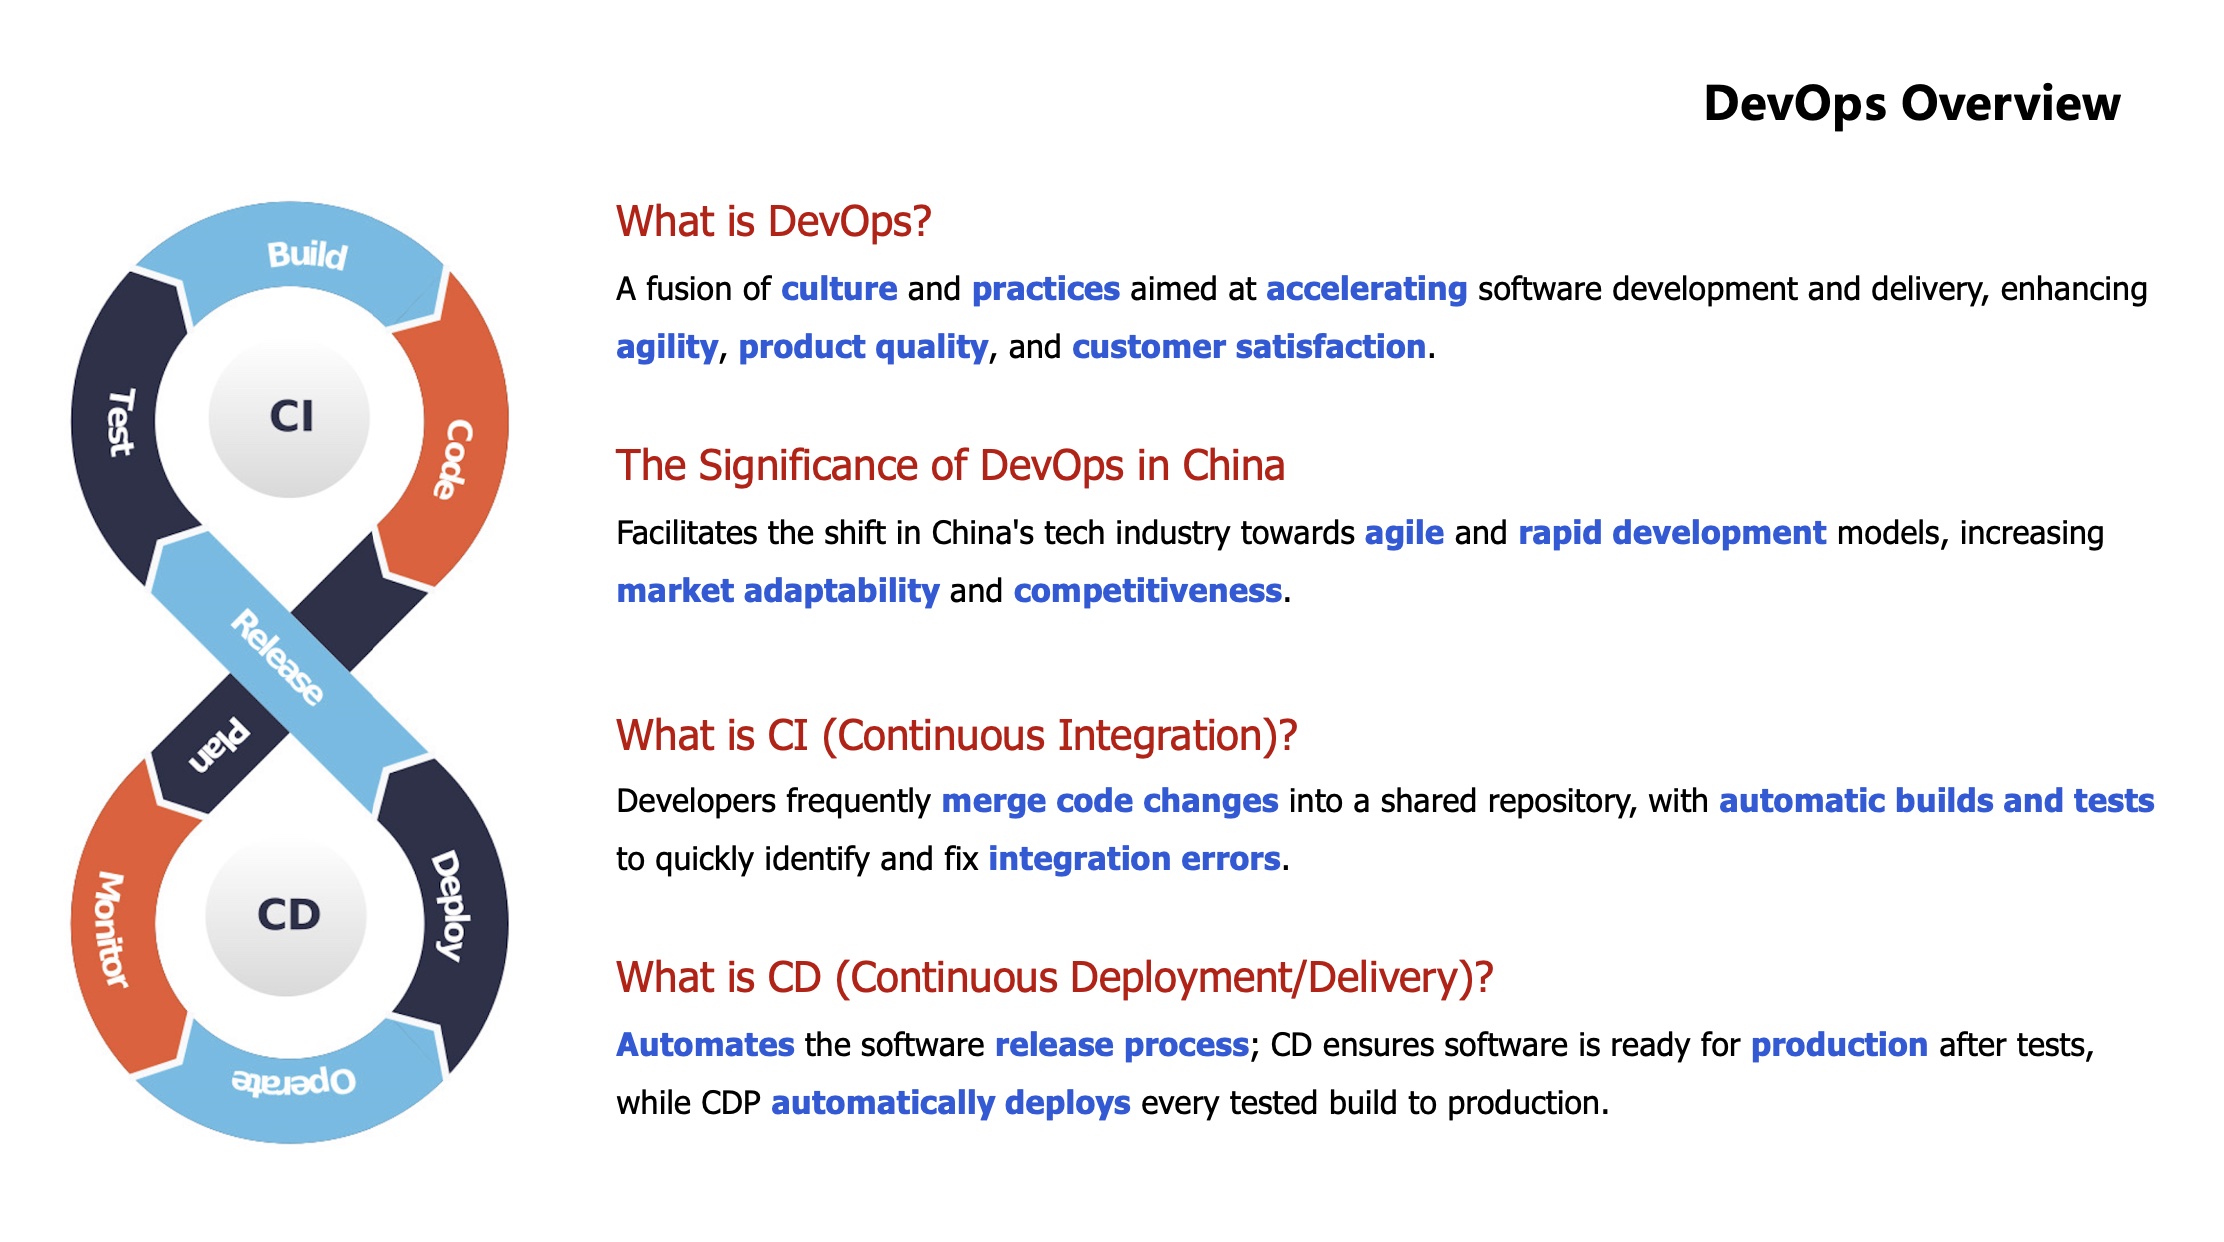 DevOps Overview
Build
Test
CI
Code
Release
Plan
Monitor
CD
Deploy
Operate
What is DevOps?
A fusion of culture and practices aimed at accelerating software development and delivery, enhancing
agility, product quality, and customer satisfaction.
The Significance of DevOps in China
Facilitates the shift in China's tech industry towards agile and rapid development models, increasing
market adaptability and competitiveness.
What is CI (Continuous Integration)?
Developers frequently merge code changes into a shared repository, with automatic builds and tests
to quickly identify and fix integration errors.
What is CD (Continuous Deployment/Delivery)?
Automates the software release process; CD ensures software is ready for production after tests,
while CDP automatically deploys every tested build to production.